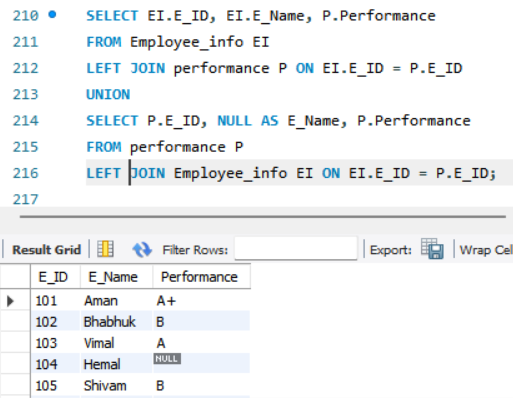 210 SELECT EI.E_ID, EI.E_Name, P.Performance
211 FROM Employee_info EI
212 LEFT JOIN performance P ON EI.E_ID = P.E_ID
213 UNION
214 SELECT P.E_ID, NULL AS E_Name, P.Performance
215 FROM performance P
216 LEFT JOIN Employee_info EI ON EI.E_ID = P.E_ID;
217
Result Grid Filter Rows: Export: Wrap Cel
E_ID E_Name Performance
101 Aman A+
102 Bhabhuk B
103 Vimal A
104 Hemal NULL
105 Shivam B